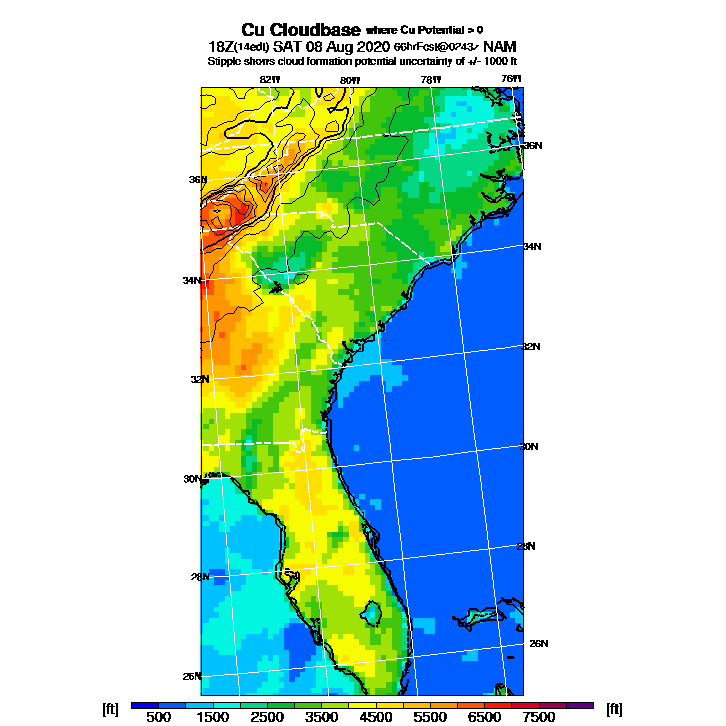 Cu Cloudbase where Cu Potential > 0
18Z(14edt) SAT 08 Aug 2020 66hrFcst@0243z NAM
Stipple shows cloud formation potential uncertainty of +/- 1000 ft
82W 80W 78W 76W
36N
36N
34N
34N
32N
32N
30N
30N
28N
28N
26N
26N
[ft] 500 1500 2500 3500 4500 5500 6500 7500 [ft]